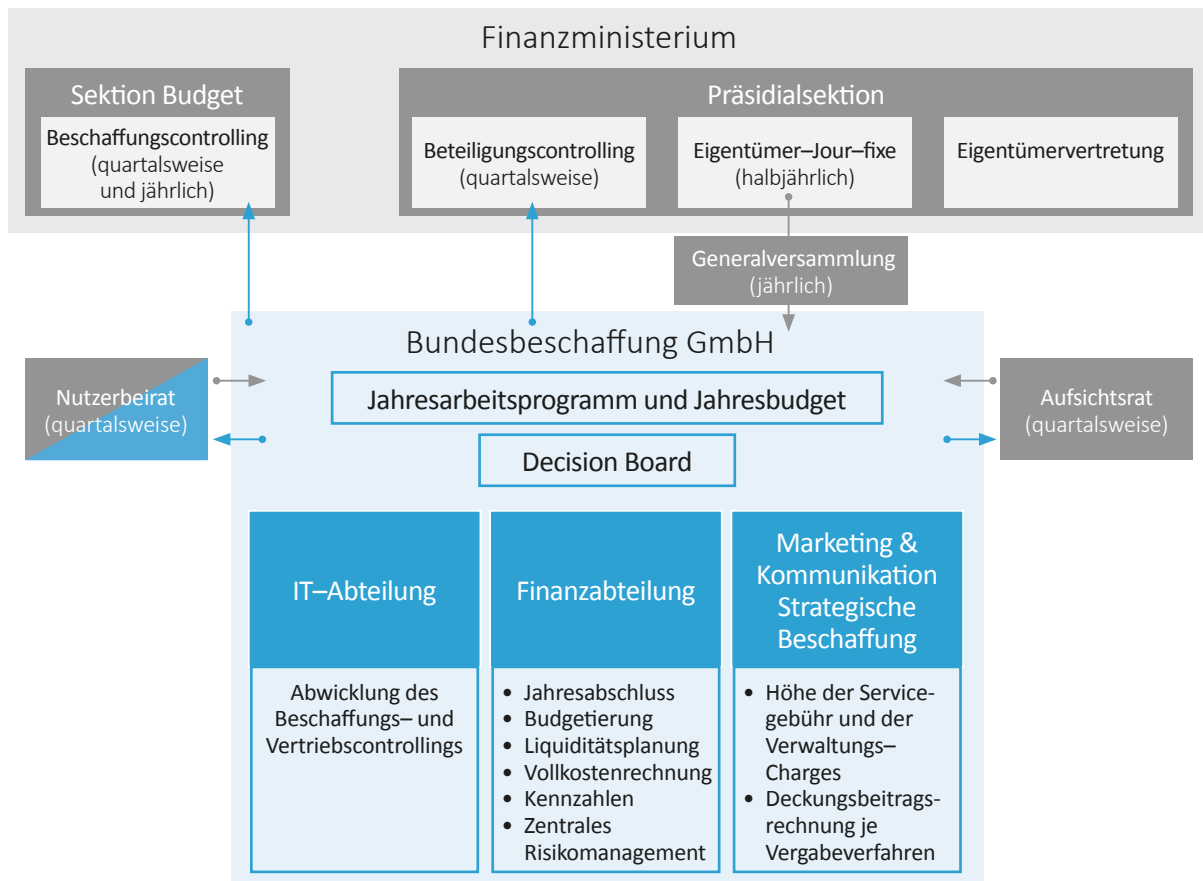 Finanzministerium
Sektion Budget
Beschaffungscontrolling
(quartalsweise
und jährlich)
Präsidialsektion
Beteiligungscontrolling
(quartalsweise)
Eigentümer–Jour–fixe
(halbjährlich)
Eigentümervertretung
Generalversammlung
(jährlich)
Bundesbeschaffung GmbH
Nutzerbeirat
(quartalsweise)
Jahresarbeitsprogramm und Jahresbudget
Decision Board
Aufsichtsrat
(quartalsweise)
IT–Abteilung
Abwicklung des
Beschaffungs– und
Vertriebscontrollings
Finanzabteilung
• Jahresabschluss
• Budgetierung
• Liquiditätsplanung
• Vollkostenrechnung
• Kennzahlen
• Zentrales
Risikomanagement
Marketing &
Kommunikation
Strategische
Beschaffung
• Höhe der Service-
gebühr und der
Verwaltungs–
Charges
• Deckungsbeitrags-
rechnung je
Vergabeverfahren